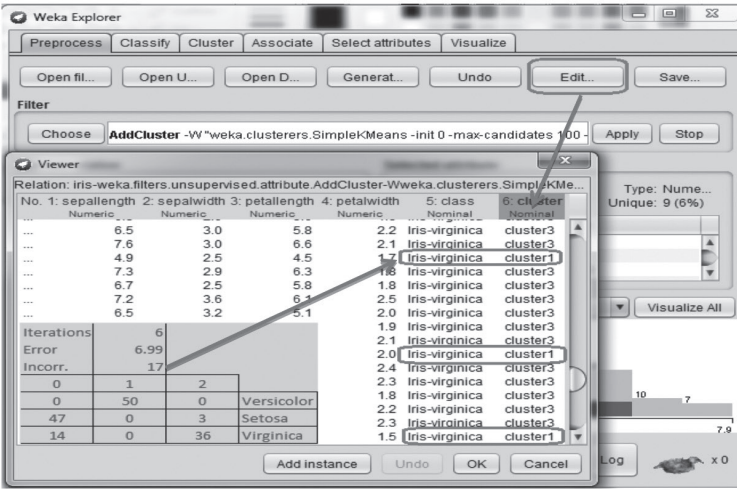 Weka Explorer
Preprocess Classify Cluster Associate Select attributes Visualize
Open fil... Open U... Open D... Generat... Undo Edit... Save...
Filter
Choose AddCluster -W "weka.clusterers.SimpleKMeans -init 0 -max-candidates 100 - Apply Stop
Viewer
Relation: iris-weka.filters.unsupervised.attribute.AddCluster-Wweka.clusterers.SimpleKMe...
Type: Nume...
Unique: 9 (6%)
No. 1: sepallength 2: sepalwidth 3: petallength 4: petalwidth 5: class 6: cluster
Numeric Numeric Numeric Numeric Nominal Nominal
... 6.5 3.0 5.8 2.2 Iris-virginica cluster3
... 7.6 3.0 6.6 2.1 Iris-virginica cluster3
... 4.9 2.5 4.5 1.7 Iris-virginica cluster1
... 7.3 2.9 6.3 1.8 Iris-virginica cluster3
... 6.7 2.5 5.8 1.8 Iris-virginica cluster3
... 7.2 3.6 6.1 2.5 Iris-virginica cluster3
... 6.5 3.2 5.1 2.0 Iris-virginica cluster3
1.9 Iris-virginica cluster3
2.1 Iris-virginica cluster3
2.0 Iris-virginica cluster1
2.4 Iris-virginica cluster3
2.3 Iris-virginica cluster3
1.8 Iris-virginica cluster3
2.2 Iris-virginica cluster3
2.3 Iris-virginica cluster3
1.5 Iris-virginica cluster1
Iterations 6
Error 6.99
Incorr. 17
0 1 2
0 50 0 Versicolor
47 0 3 Setosa
14 0 36 Virginica
Visualize All
10 7
7.9
Add instance Undo OK Cancel
Log x 0